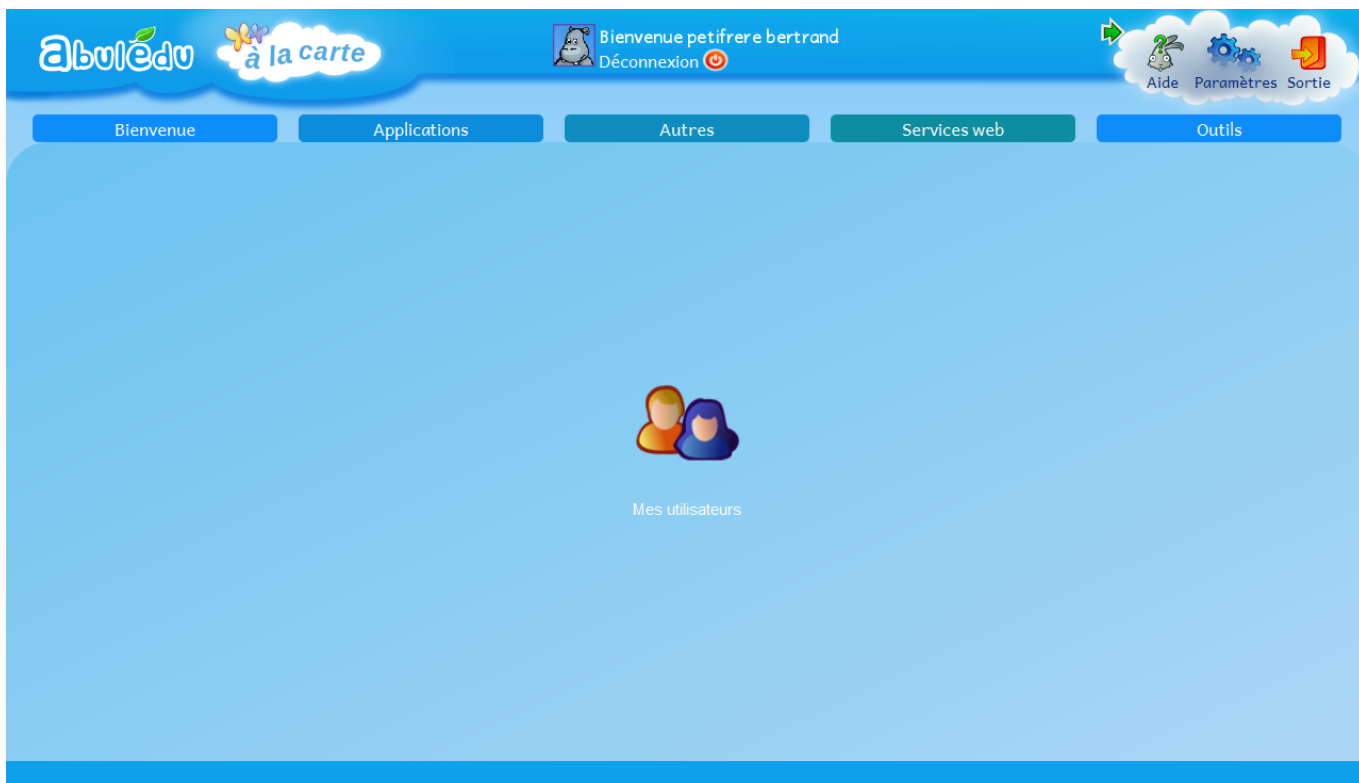 abulédu
à la carte
Bienvenue petifrere bertrand
Déconnexion
Aide Paramètres Sortie
Bienvenue Applications Autres Services web Outils
Mes utilisateurs